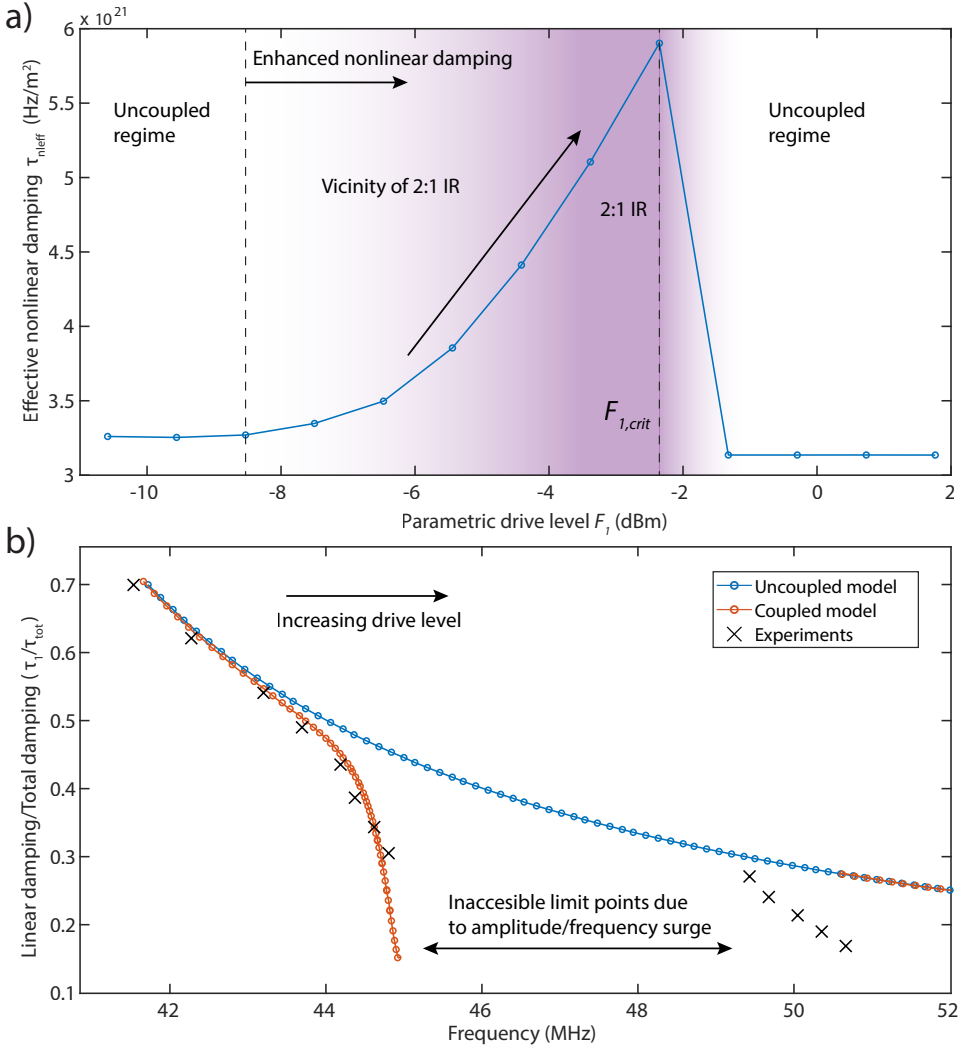 a)
6 x 10^21
Enhanced nonlinear damping
Uncoupled
regime
Uncoupled
regime
Vicinity of 2:1 IR
2:1 IR
F1,crit
Effective nonlinear damping τnleff (Hz/m²)
5.5
5
4.5
4
3.5
3
-10 -8 -6 -4 -2 0 2
Parametric drive level F1 (dBm)
b)
0.7
0.6
0.5
0.4
0.3
0.2
0.1
Linear damping/Total damping (τ1/τtot)
Increasing drive level
Uncoupled model
Coupled model
Experiments
Inaccesible limit points due
to amplitude/frequency surge
42 44 46 48 50 52
Frequency (MHz)